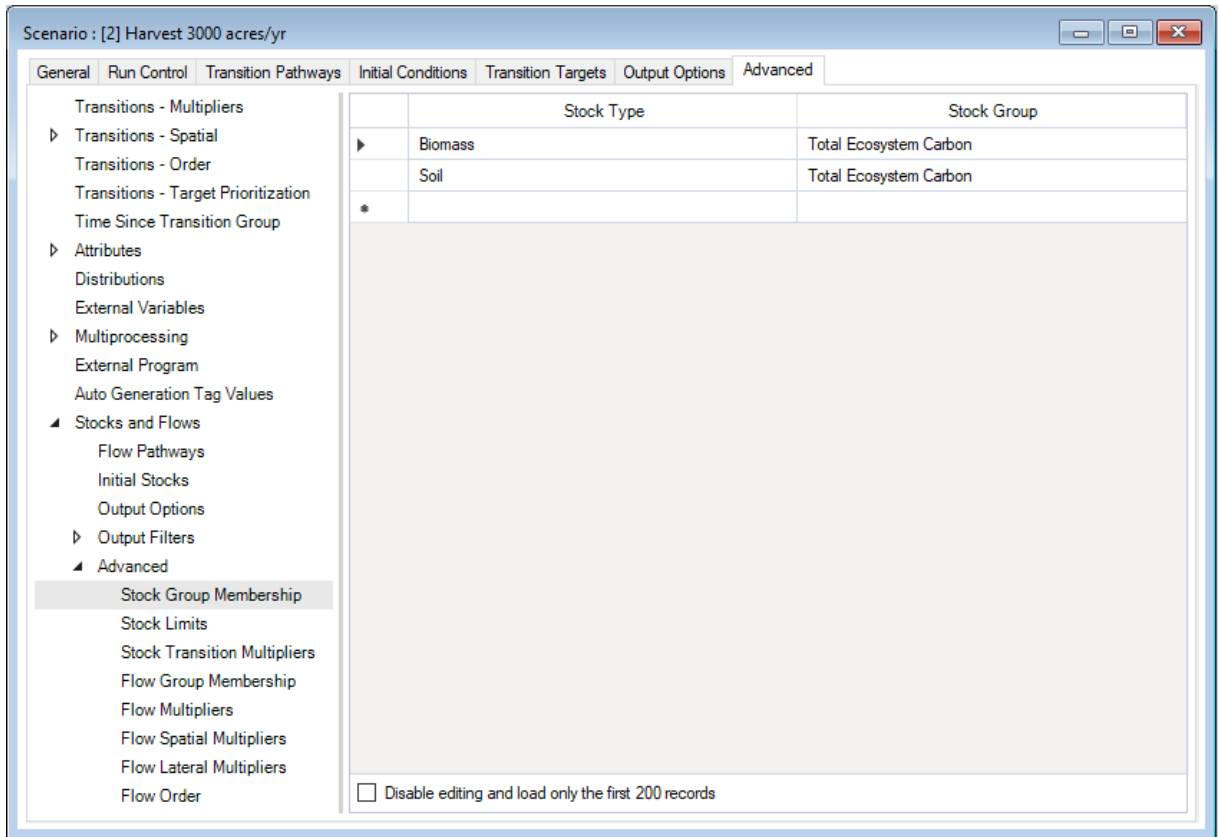 Scenario : [2] Harvest 3000 acres/yr
General Run Control Transition Pathways Initial Conditions Transition Targets Output Options Advanced
Transitions - Multipliers
Transitions - Spatial
Transitions - Order
Transitions - Target Prioritization
Time Since Transition Group
Attributes
Distributions
External Variables
Multiprocessing
External Program
Auto Generation Tag Values
Stocks and Flows
Flow Pathways
Initial Stocks
Output Options
Output Filters
Advanced
Stock Group Membership
Stock Limits
Stock Transition Multipliers
Flow Group Membership
Flow Multipliers
Flow Spatial Multipliers
Flow Lateral Multipliers
Flow Order
Stock Type Stock Group
Biomass Total Ecosystem Carbon
Soil Total Ecosystem Carbon
Disable editing and load only the first 200 records